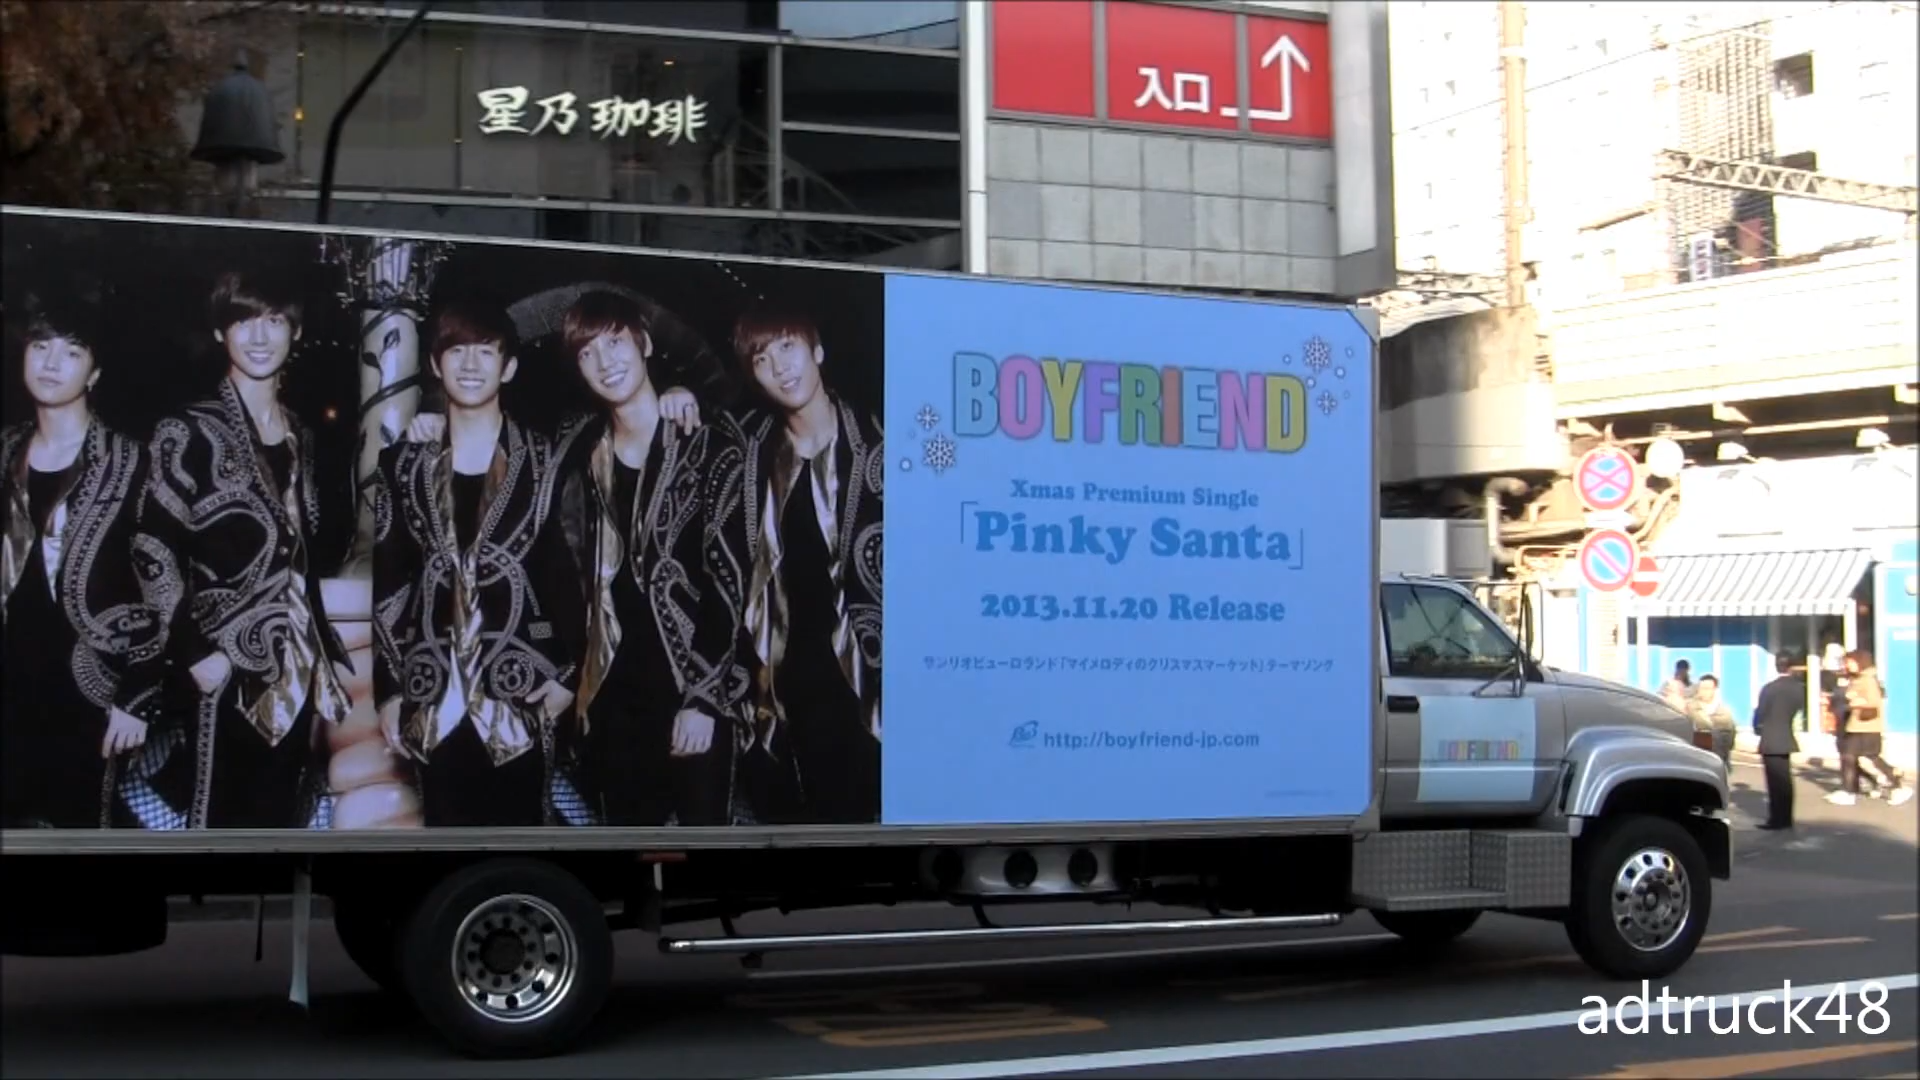 星乃珈琲
入口
BOYFRIEND
Xmas Premium Single
「Pinky Santa」
2013.11.20 Release
サンリオピューロランド「マイメロディのクリスマスマーケット」テーマソング
http://boyfriend-jp.com
BOYFRIEND
adtruck48